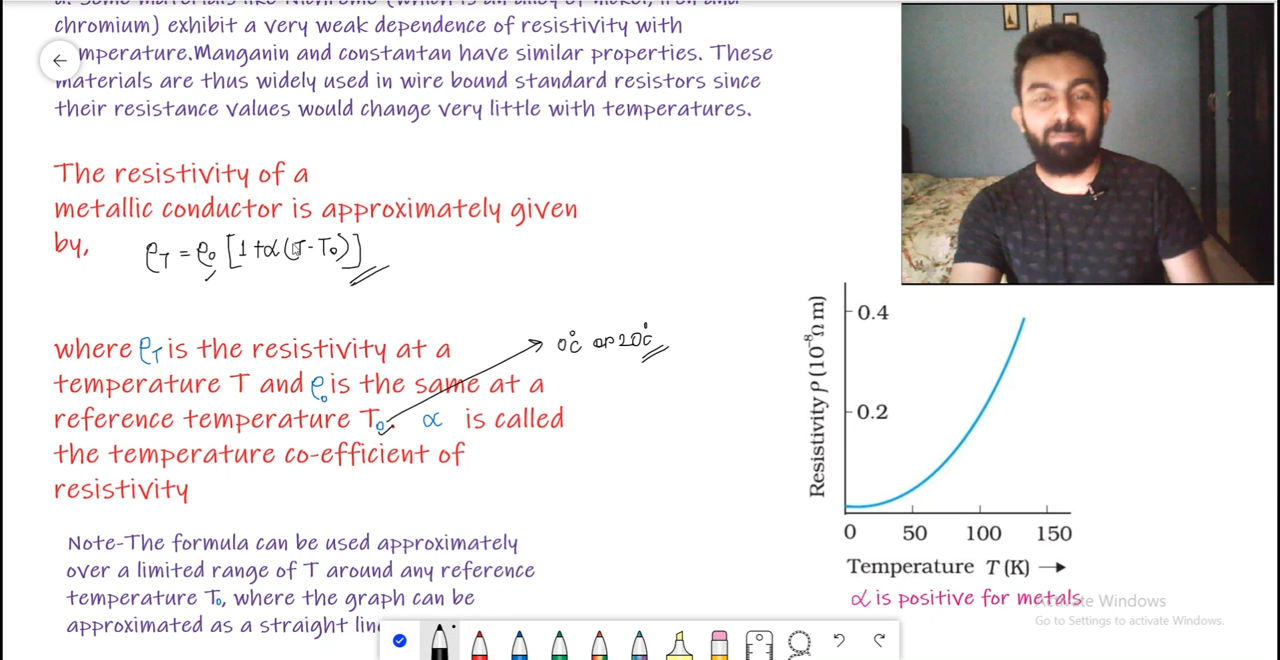 chromium) exhibit a very weak dependence of resistivity with
temperature.Manganin and constantan have similar properties. These
materials are thus widely used in wire bound standard resistors since
their resistance values would change very little with temperatures.
The resistivity of a
metallic conductor is approximately given
by, ρT = ρ0 [1+α(T-T0)]
where ρT is the resistivity at a
temperature T and ρ0 is the same at a
reference temperature T0. α is called
the temperature co-efficient of
resistivity
0°C or 20°C
Note-The formula can be used approximately
over a limited range of T around any reference
temperature T0, where the graph can be
approximated as a straight line
Resistivity ρ (10⁻⁸Ω m)
0.4
0.2
0 50 100 150
Temperature T (K) →
α is positive for metals
Activate Windows
Go to Settings to activate Windows.